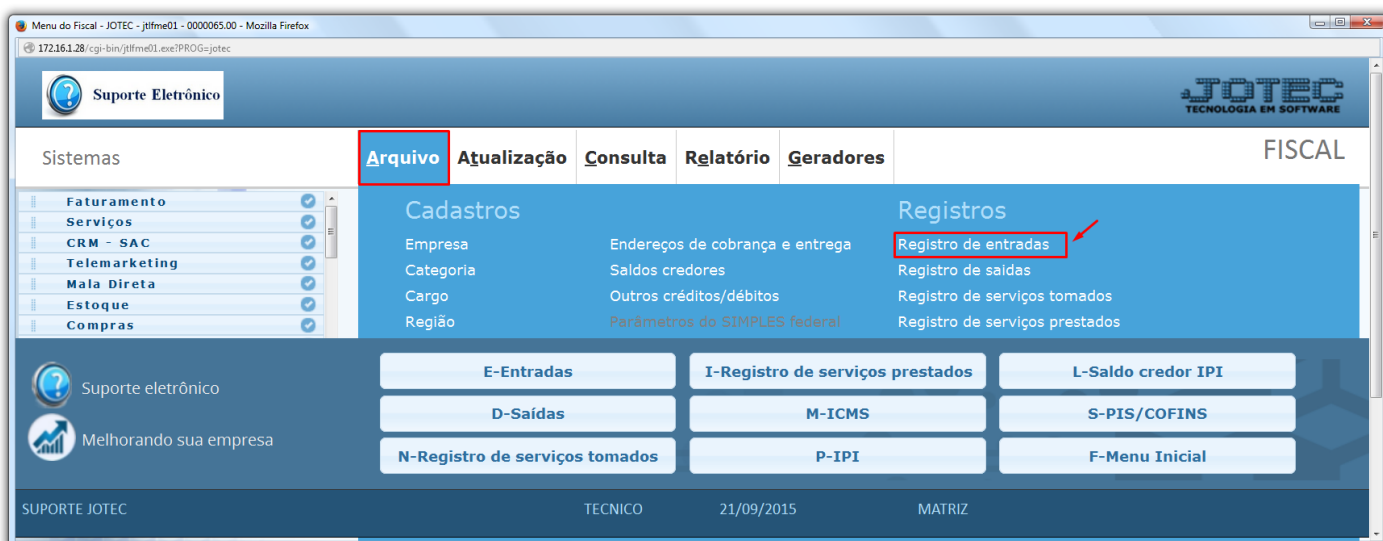 Menu do Fiscal - JOTEC - jtlfme01 - 0000065.00 - Mozilla Firefox
172.16.1.28/cgi-bin/jtlfme01.exe?PROG=jotec
Suporte Eletrônico
JOTEC
TECNOLOGIA EM SOFTWARE
Sistemas
Arquivo Atualização Consulta Relatório Geradores
FISCAL
Faturamento
Serviços
CRM - SAC
Telemarketing
Mala Direta
Estoque
Compras
Cadastros
Empresa
Categoria
Cargo
Região
Endereços de cobrança e entrega
Saldos credores
Outros créditos/débitos
Parâmetros do SIMPLES federal
Registros
Registro de entradas
Registro de saidas
Registro de serviços tomados
Registro de serviços prestados
Suporte eletrônico
Melhorando sua empresa
E-Entradas I-Registro de serviços prestados L-Saldo credor IPI
D-Saídas M-ICMS S-PIS/COFINS
N-Registro de serviços tomados P-IPI F-Menu Inicial
SUPORTE JOTEC TECNICO 21/09/2015 MATRIZ